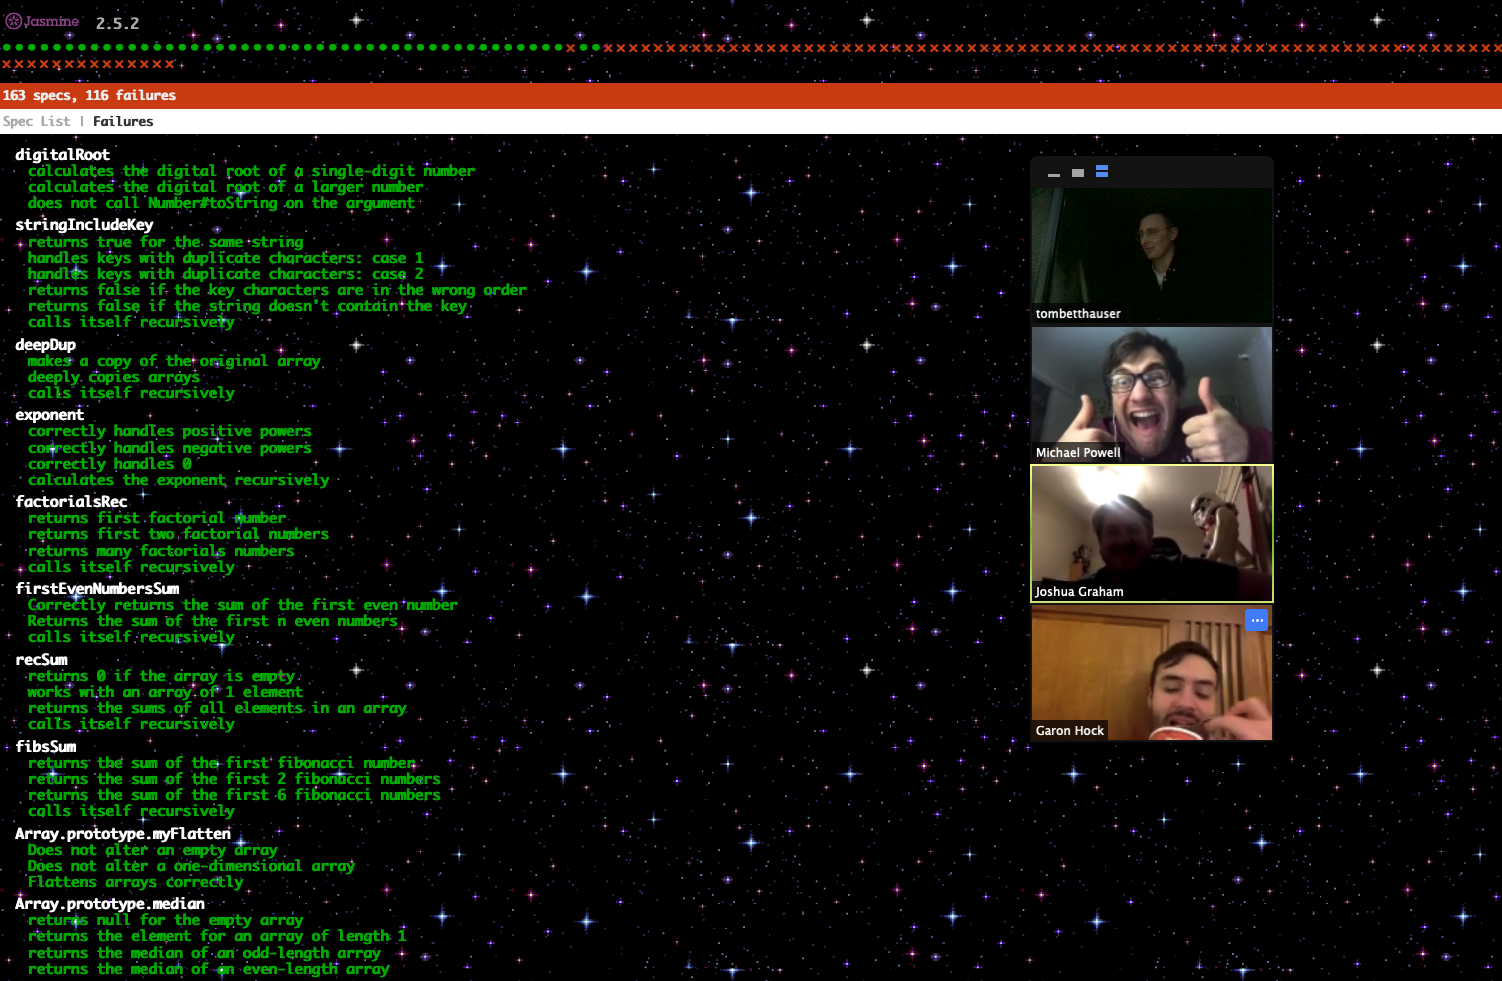 Jasmine 2.5.2
163 specs, 116 failures
Spec List | Failures
digitalRoot
calculates the digital root of a single-digit number
calculates the digital root of a larger number
does not call Number#toString on the argument
stringIncludeKey
returns true for the same string
handles keys with duplicate characters: case 1
handles keys with duplicate characters: case 2
returns false if the key characters are in the wrong order
returns false if the string doesn't contain the key
calls itself recursively
deepDup
makes a copy of the original array
deeply copies arrays
calls itself recursively
exponent
correctly handles positive powers
correctly handles negative powers
correctly handles 0
calculates the exponent recursively
factorialsRec
returns first factorial number
returns first two factorial numbers
returns many factorials numbers
calls itself recursively
firstEvenNumbersSum
Correctly returns the sum of the first even number
Returns the sum of the first n even numbers
calls itself recursively
recSum
returns 0 if the array is empty
works with an array of 1 element
returns the sums of all elements in an array
calls itself recursively
fibsSum
returns the sum of the first fibonacci number
returns the sum of the first 2 fibonacci numbers
returns the sum of the first 6 fibonacci numbers
calls itself recursively
Array.prototype.myFlatten
Does not alter an empty array
Does not alter a one-dimensional array
Flattens arrays correctly
Array.prototype.median
returns null for the empty array
returns the element for an array of length 1
returns the median of an odd-length array
returns the median of an even-length array
tombetthauser
Michael Powell
Joshua Graham
Garon Hock